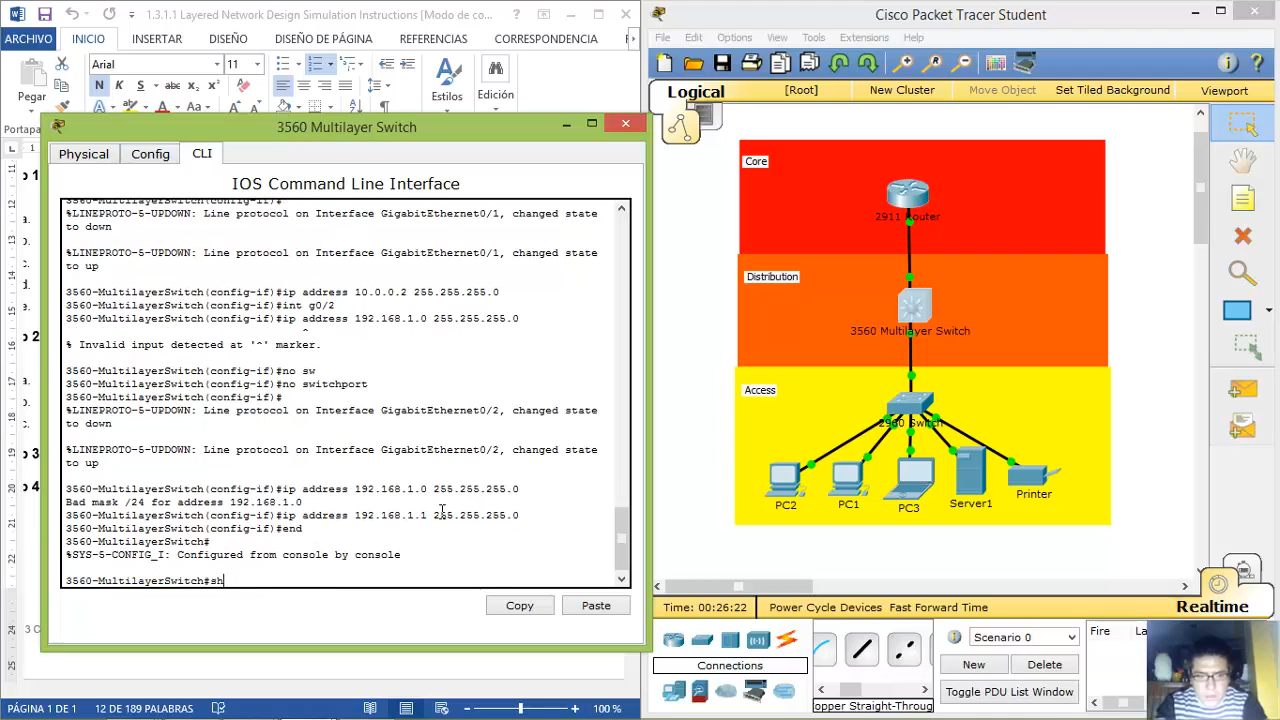 1.3.1.1 Layered Network Design Simulation Instructions [Modo de co...
ARCHIVO INICIO INSERTAR DISEÑO DISEÑO DE PÁGINA REFERENCIAS CORRESPONDENCIA
Arial 11
Pegar N K S abc x₂ x² Estilos Edición
Portapa
3560 Multilayer Switch
Physical Config CLI
IOS Command Line Interface
3560-MultilayerSwitch(config-if)#
%LINEPROTO-5-UPDOWN: Line protocol on Interface GigabitEthernet0/1, changed state
to down
%LINEPROTO-5-UPDOWN: Line protocol on Interface GigabitEthernet0/1, changed state
to up
3560-MultilayerSwitch(config-if)#ip address 10.0.0.2 255.255.255.0
3560-MultilayerSwitch(config-if)#int g0/2
3560-MultilayerSwitch(config-if)#ip address 192.168.1.0 255.255.255.0
^
% Invalid input detected at '^' marker.
3560-MultilayerSwitch(config-if)#no sw
3560-MultilayerSwitch(config-if)#no switchport
3560-MultilayerSwitch(config-if)#
%LINEPROTO-5-UPDOWN: Line protocol on Interface GigabitEthernet0/2, changed state
to down
%LINEPROTO-5-UPDOWN: Line protocol on Interface GigabitEthernet0/2, changed state
to up
3560-MultilayerSwitch(config-if)#ip address 192.168.1.0 255.255.255.0
Bad mask /24 for address 192.168.1.0
3560-MultilayerSwitch(config-if)#ip address 192.168.1.1 255.255.255.0
3560-MultilayerSwitch(config-if)#end
3560-MultilayerSwitch#
%SYS-5-CONFIG_I: Configured from console by console
3560-MultilayerSwitch#sh
Copy Paste
PÁGINA 1 DE 1 12 DE 189 PALABRAS 100 %
Cisco Packet Tracer Student
File Edit Options View Tools Extensions Help
Logical [Root] New Cluster Move Object Set Tiled Background Viewport
Core
2911 Router
Distribution
3560 Multilayer Switch
Access
2960 Switch
PC2 PC1 PC3 Server1 Printer
Time: 00:26:22 Power Cycle Devices Fast Forward Time Realtime
Connections
opper Straight-Throug
Scenario 0
New Delete
Toggle PDU List Window
Fire La